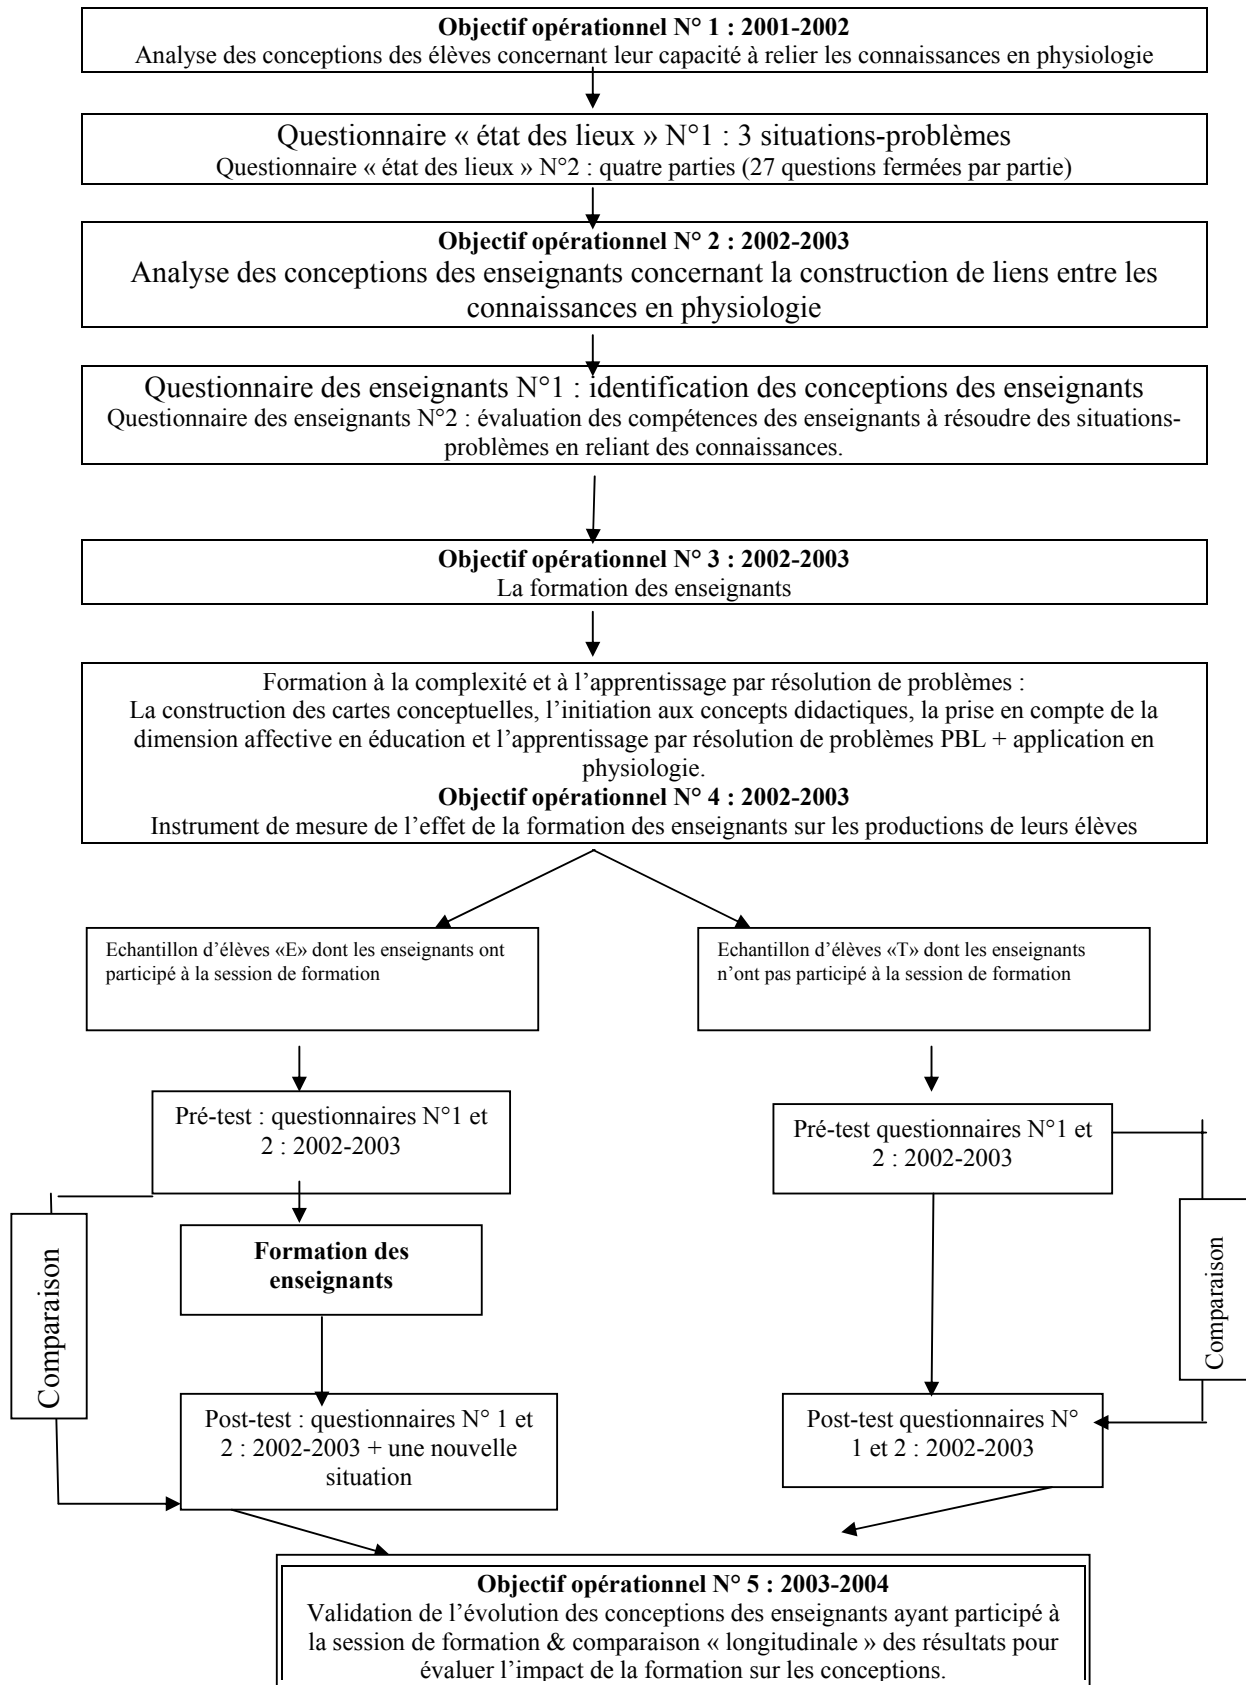 Objectif opérationnel N° 1 : 2001-2002
Analyse des conceptions des élèves concernant leur capacité à relier les connaissances en physiologie
Questionnaire « état des lieux » N°1 : 3 situations-problèmes
Questionnaire « état des lieux » N°2 : quatre parties (27 questions fermées par partie)
Objectif opérationnel N° 2 : 2002-2003
Analyse des conceptions des enseignants concernant la construction de liens entre les
connaissances en physiologie
Questionnaire des enseignants N°1 : identification des conceptions des enseignants
Questionnaire des enseignants N°2 : évaluation des compétences des enseignants à résoudre des situations-
problèmes en reliant des connaissances.
Objectif opérationnel N° 3 : 2002-2003
La formation des enseignants
Formation à la complexité et à l’apprentissage par résolution de problèmes :
La construction des cartes conceptuelles, l’initiation aux concepts didactiques, la prise en compte de la
dimension affective en éducation et l’apprentissage par résolution de problèmes PBL + application en
physiologie.
Objectif opérationnel N° 4 : 2002-2003
Instrument de mesure de l’effet de la formation des enseignants sur les productions de leurs élèves
Echantillon d’élèves «E» dont les enseignants ont
participé à la session de formation
Echantillon d’élèves «T» dont les enseignants
n’ont pas participé à la session de formation
Pré-test : questionnaires N°1 et
2 : 2002-2003
Pré-test questionnaires N°1 et
2 : 2002-2003
Comparaison
Formation des
enseignants
Comparaison
Post-test : questionnaires N° 1 et
2 : 2002-2003 + une nouvelle
situation
Post-test questionnaires N°
1 et 2 : 2002-2003
Objectif opérationnel N° 5 : 2003-2004
Validation de l’évolution des conceptions des enseignants ayant participé à
la session de formation & comparaison « longitudinale » des résultats pour
évaluer l’impact de la formation sur les conceptions.